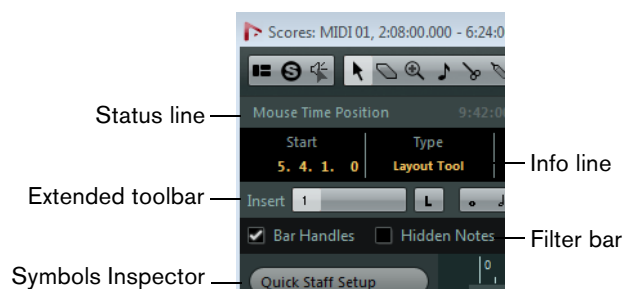 Scores: MIDI 01, 2:08:00.000 - 6:24:0
Status line
Mouse Time Position 9:42:00
Start Type
5. 4. 1. 0 Layout Tool
Info line
Extended toolbar
Insert 1 L
Bar Handles Hidden Notes
Filter bar
Symbols Inspector
Quick Staff Setup
0